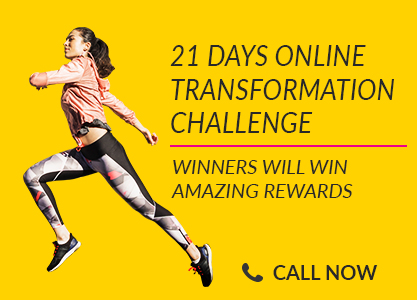 21 DAYS ONLINE
TRANSFORMATION
CHALLENGE
WINNERS WILL WIN
AMAZING REWARDS
CALL NOW